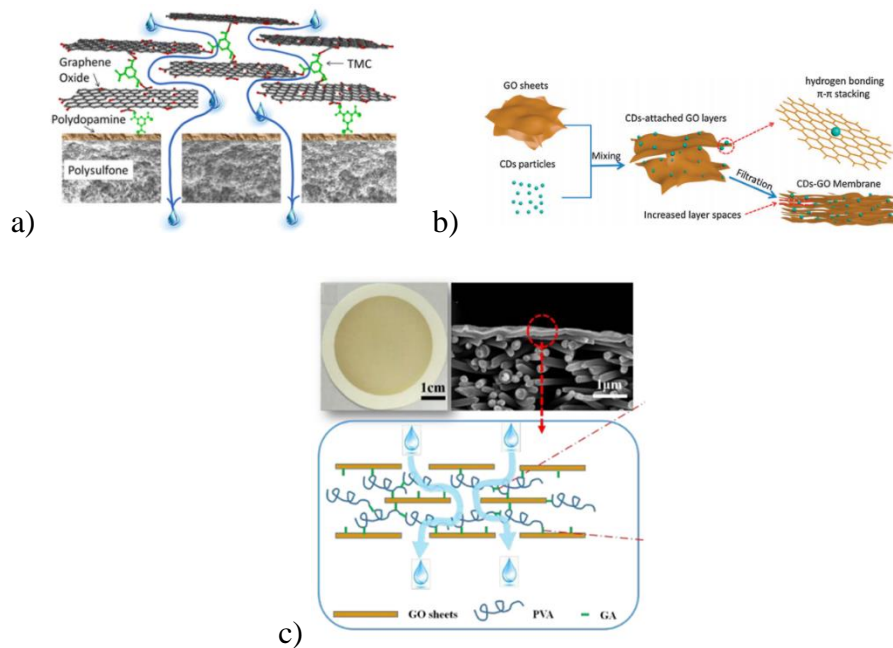 Graphene
Oxide
TMC
Polydopamine
Polysulfone
a)
GO sheets
CDs particles
Mixing
CDs-attached GO layers
hydrogen bonding
π-π stacking
Filtration
CDs-GO Membrane
Increased layer spaces
b)
1cm
1μm
GO sheets
PVA
GA
c)